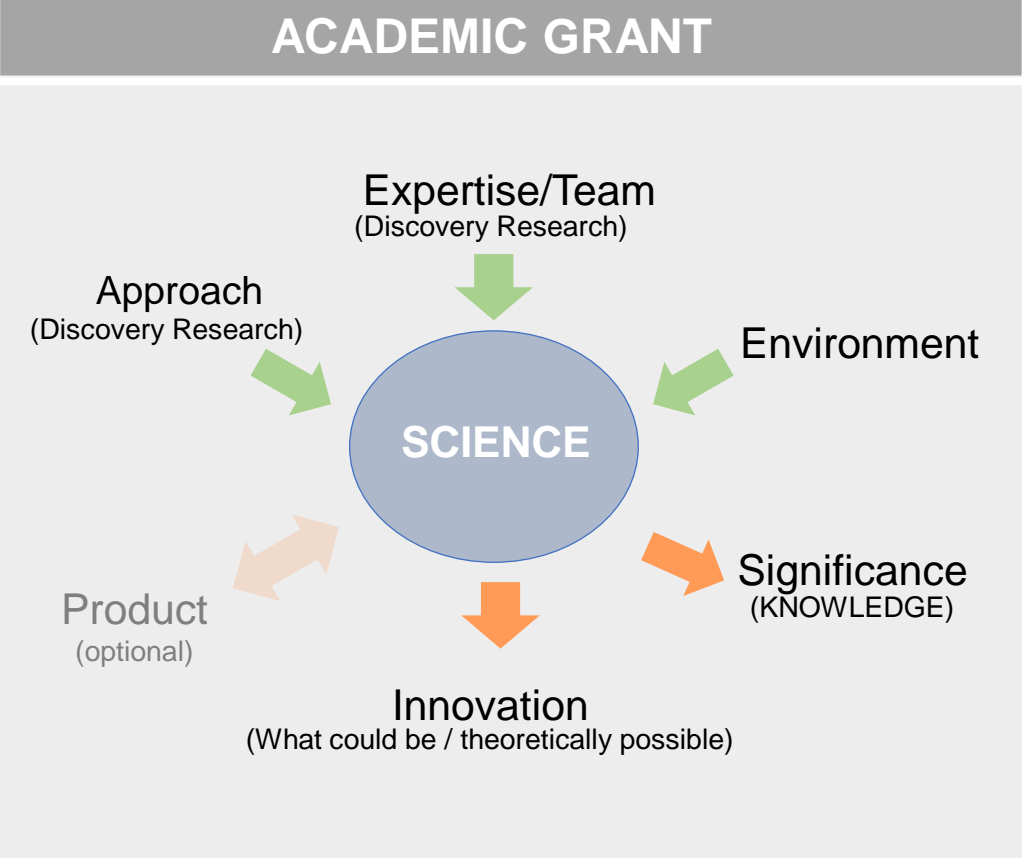 ACADEMIC GRANT
Expertise/Team
(Discovery Research)
Approach
(Discovery Research)
Environment
SCIENCE
Product
(optional)
Significance
(KNOWLEDGE)
Innovation
(What could be / theoretically possible)